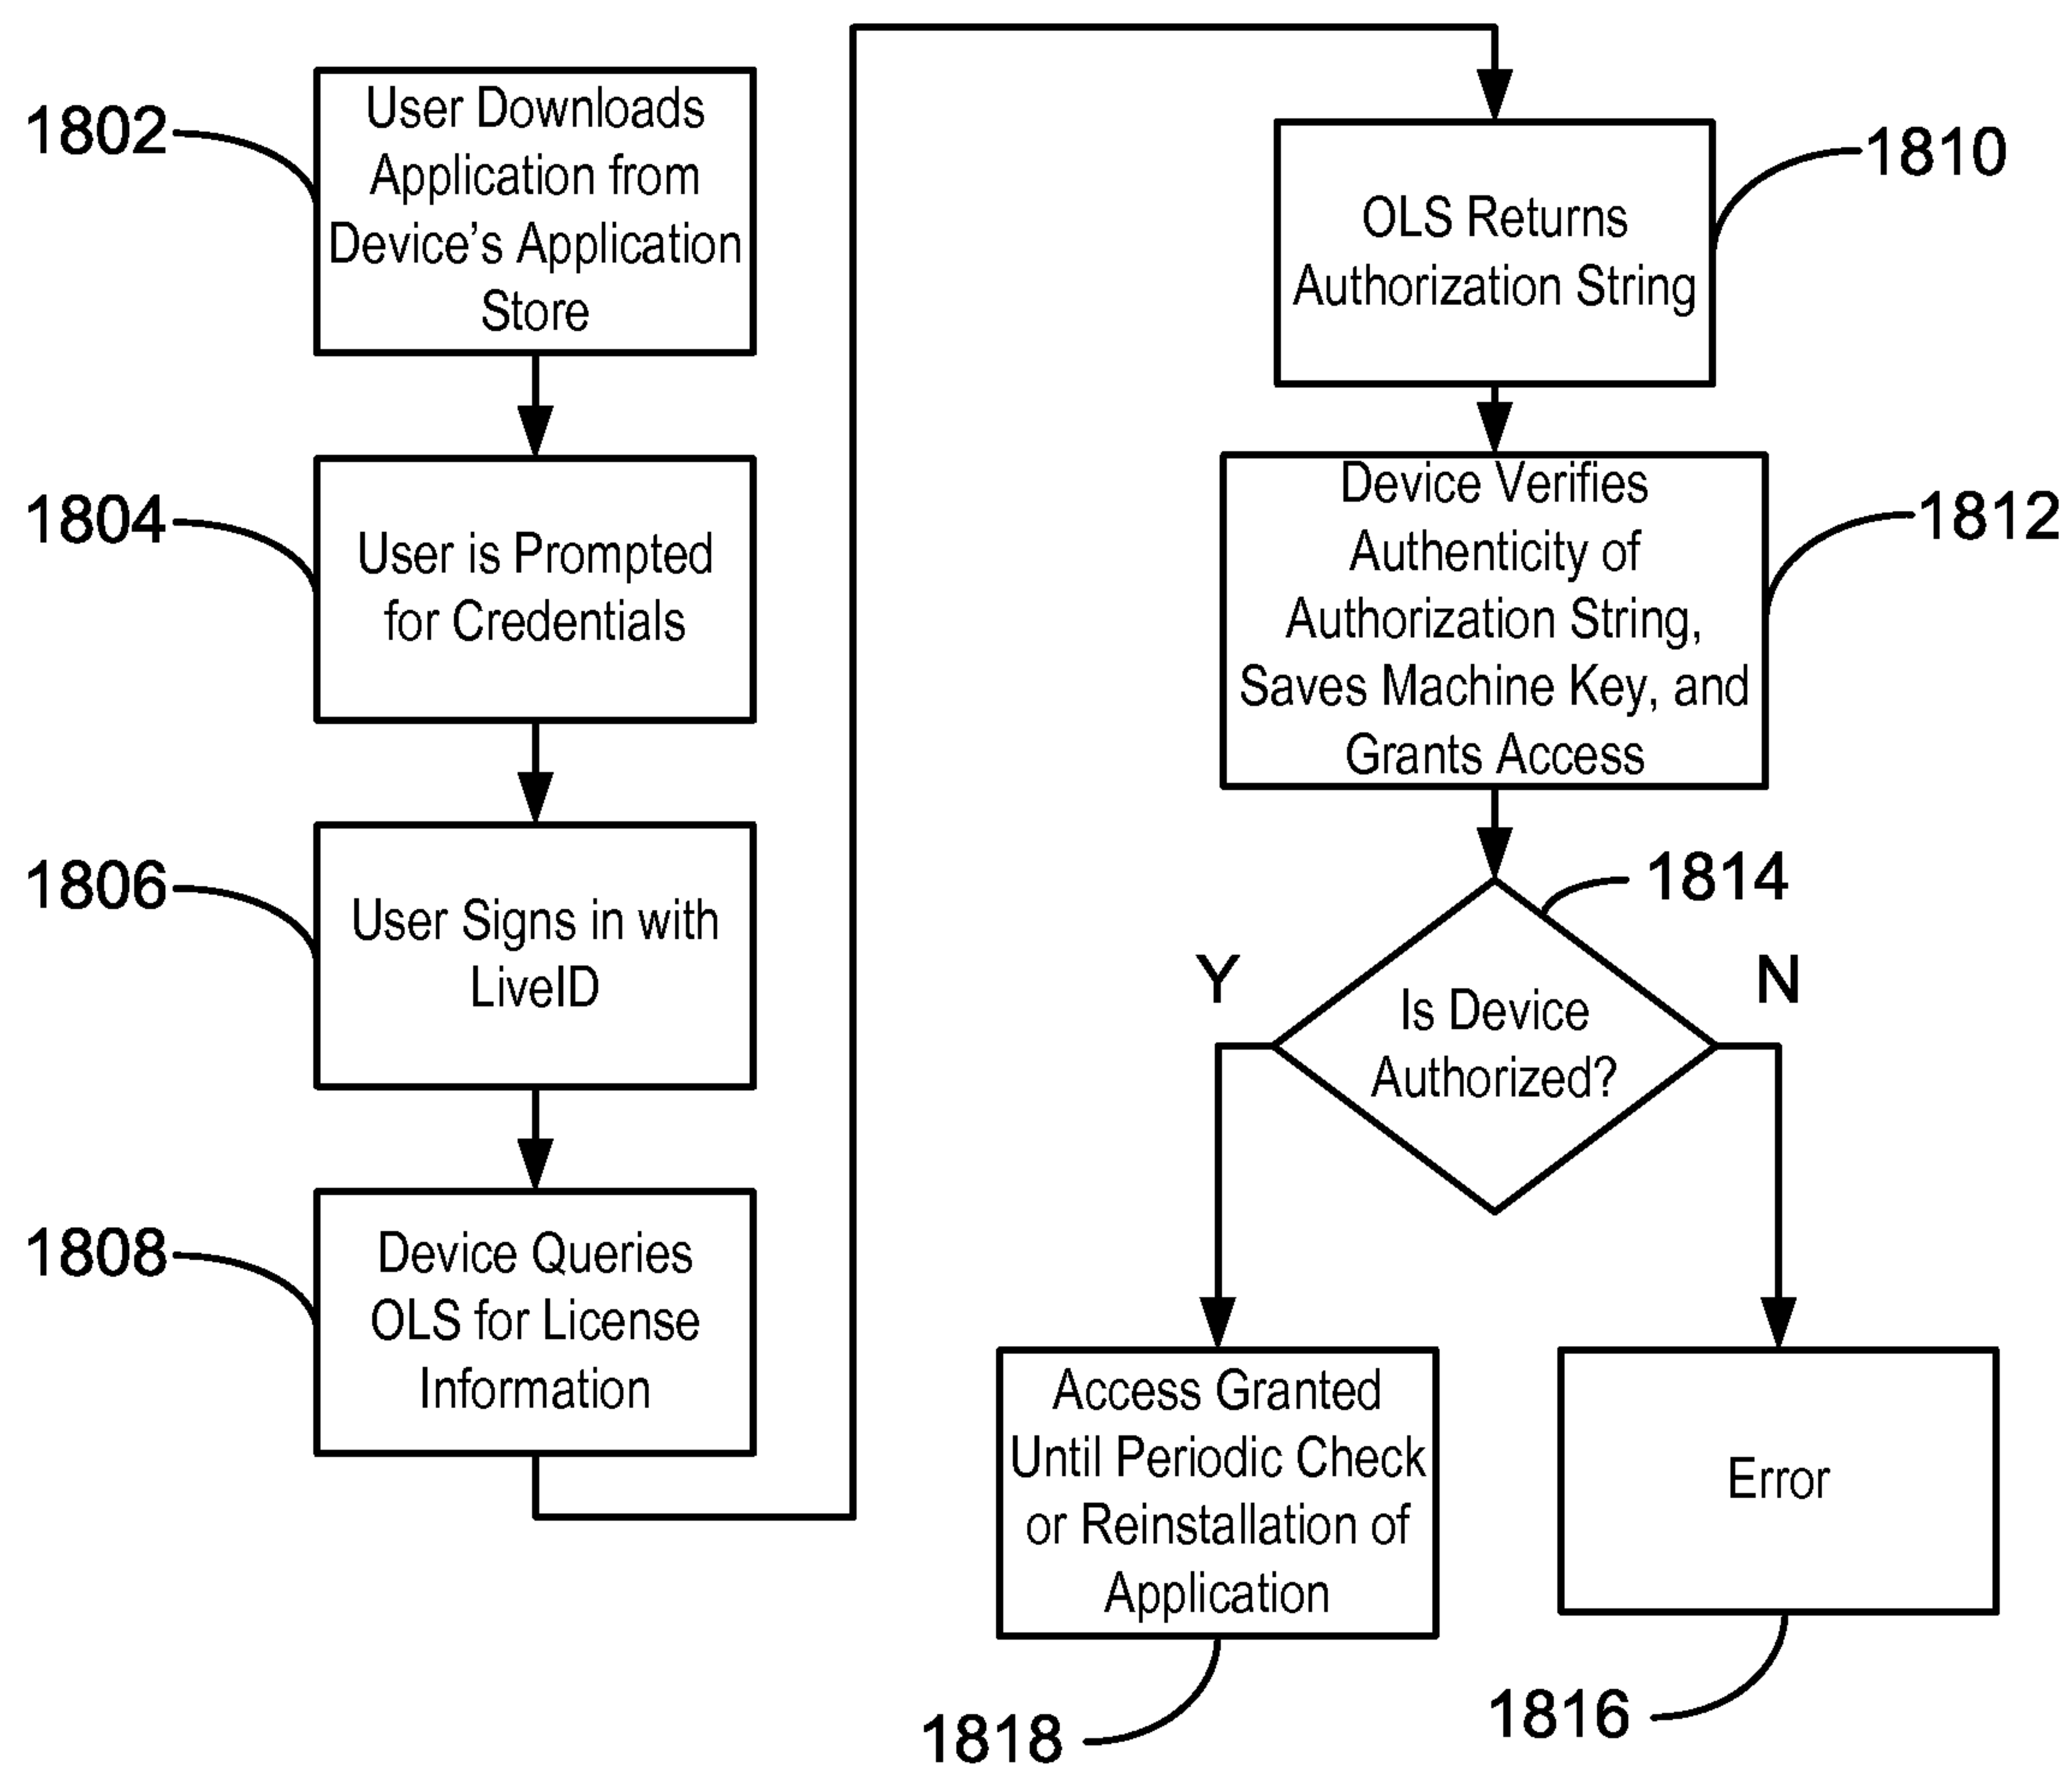 1802
User Downloads
Application from
Device's Application
Store
1804
User is Prompted
for Credentials
1806
User Signs in with
LiveID
1808
Device Queries
OLS for License
Information
1810
OLS Returns
Authorization String
1812
Device Verifies
Authenticity of
Authorization String,
Saves Machine Key, and
Grants Access
1814
Is Device
Authorized?
Y
N
Access Granted
Until Periodic Check
or Reinstallation of
Application
1818
Error
1816